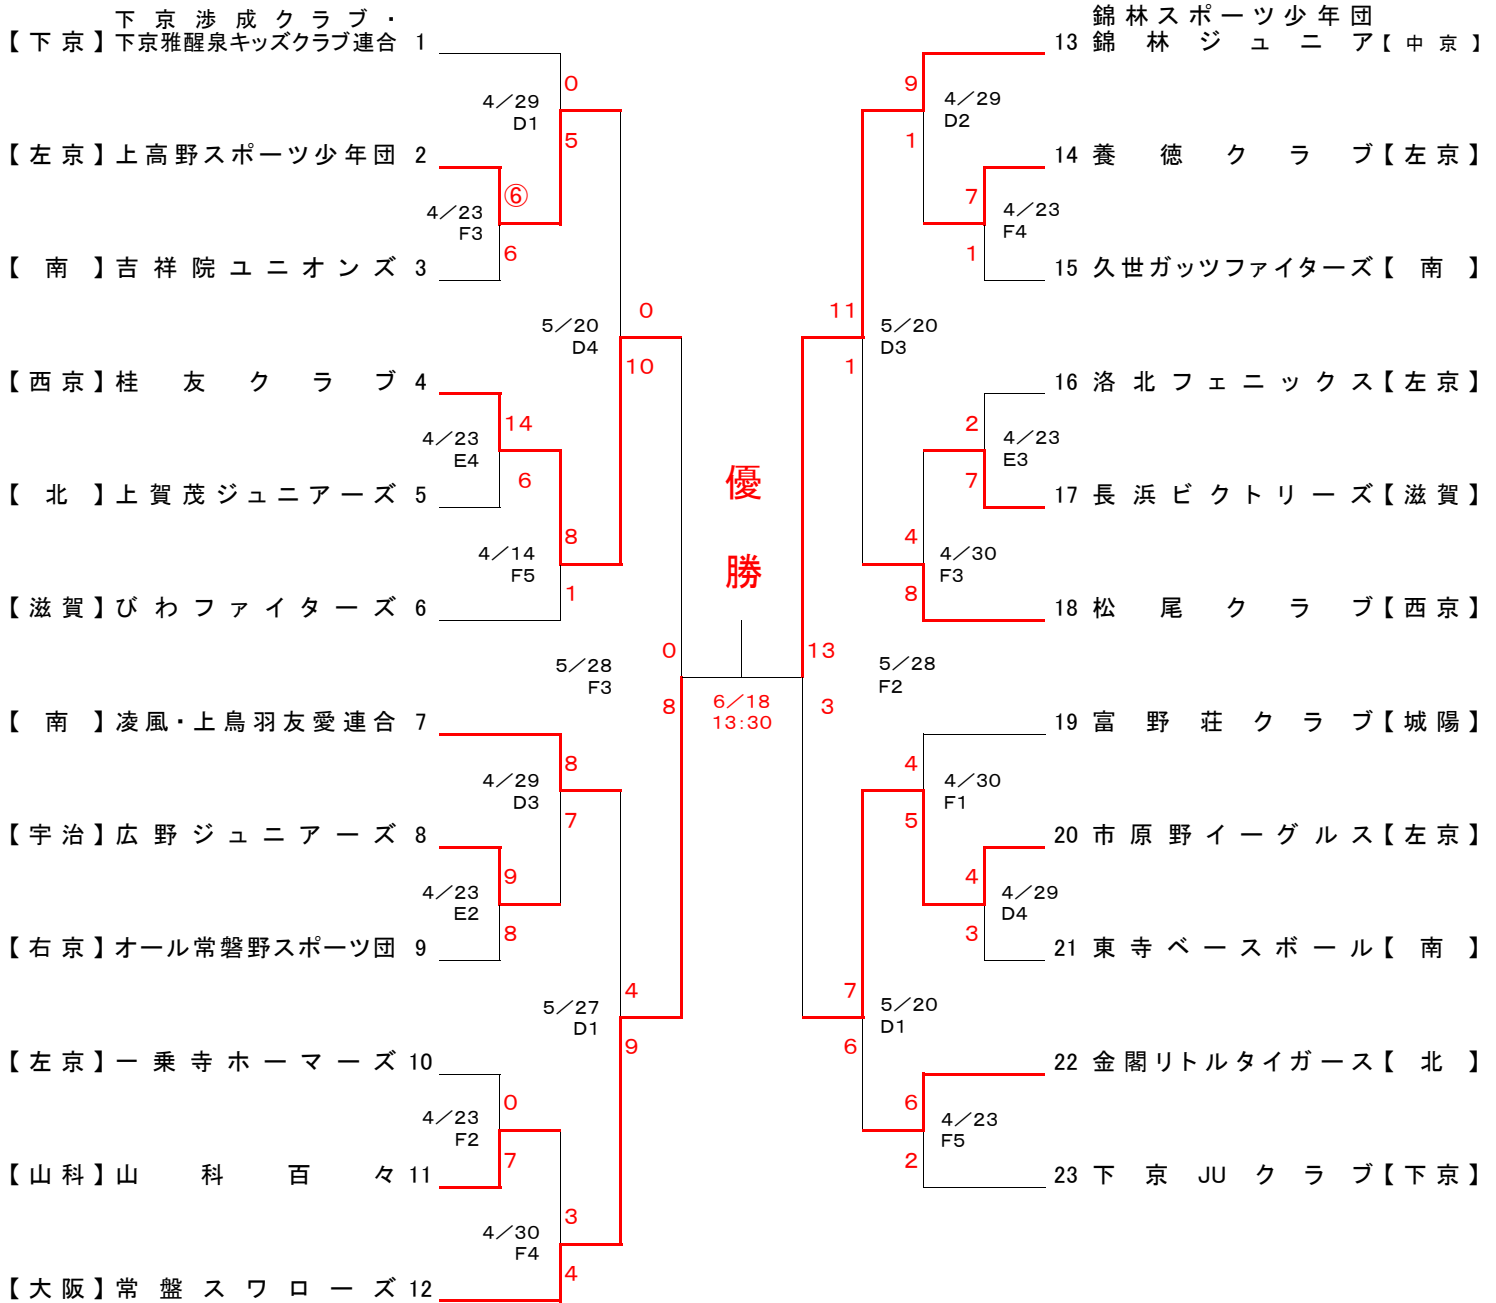 下京渉成クラブ・
【下京】下京雅醒泉キッズクラブ連合 1
0
4/29
D1
5
【左京】上高野スポーツ少年団 2
⑥
4/23
F3
6
【南】吉祥院ユニオンズ 3
0
5/20
D4
10
【西京】桂友クラブ 4
14
4/23
E4
6
【北】上賀茂ジュニアーズ 5
8
4/14
F5
1
【滋賀】びわファイターズ 6
0
5/28
F3
8
【南】凌風・上鳥羽友愛連合 7
8
4/29
D3
7
【宇治】広野ジュニアーズ 8
9
4/23
E2
8
【右京】オール常磐野スポーツ団 9
4
5/27
D1
9
【左京】一乗寺ホーマーズ 10
0
4/23
F2
7
【山科】山科百々 11
3
4/30
F4
4
【大阪】常盤スワローズ 12
優
勝
6/18
13:30
錦林スポーツ少年団
13 錦林ジュニア【中京】
9
4/29
D2
1
14 養徳クラブ【左京】
7
4/23
F4
1
15 久世ガッツファイターズ【南】
11
5/20
D3
1
16 洛北フェニックス【左京】
2
4/23
E3
7
17 長浜ビクトリーズ【滋賀】
4
4/30
F3
8
18 松尾クラブ【西京】
13
5/28
F2
3
19 富野荘クラブ【城陽】
4
4/30
F1
5
20 市原野イーグルス【左京】
4
4/29
D4
3
21 東寺ベースボール【南】
7
5/20
D1
6
22 金閣リトルタイガース【北】
6
4/23
F5
2
23 下京JUクラブ【下京】